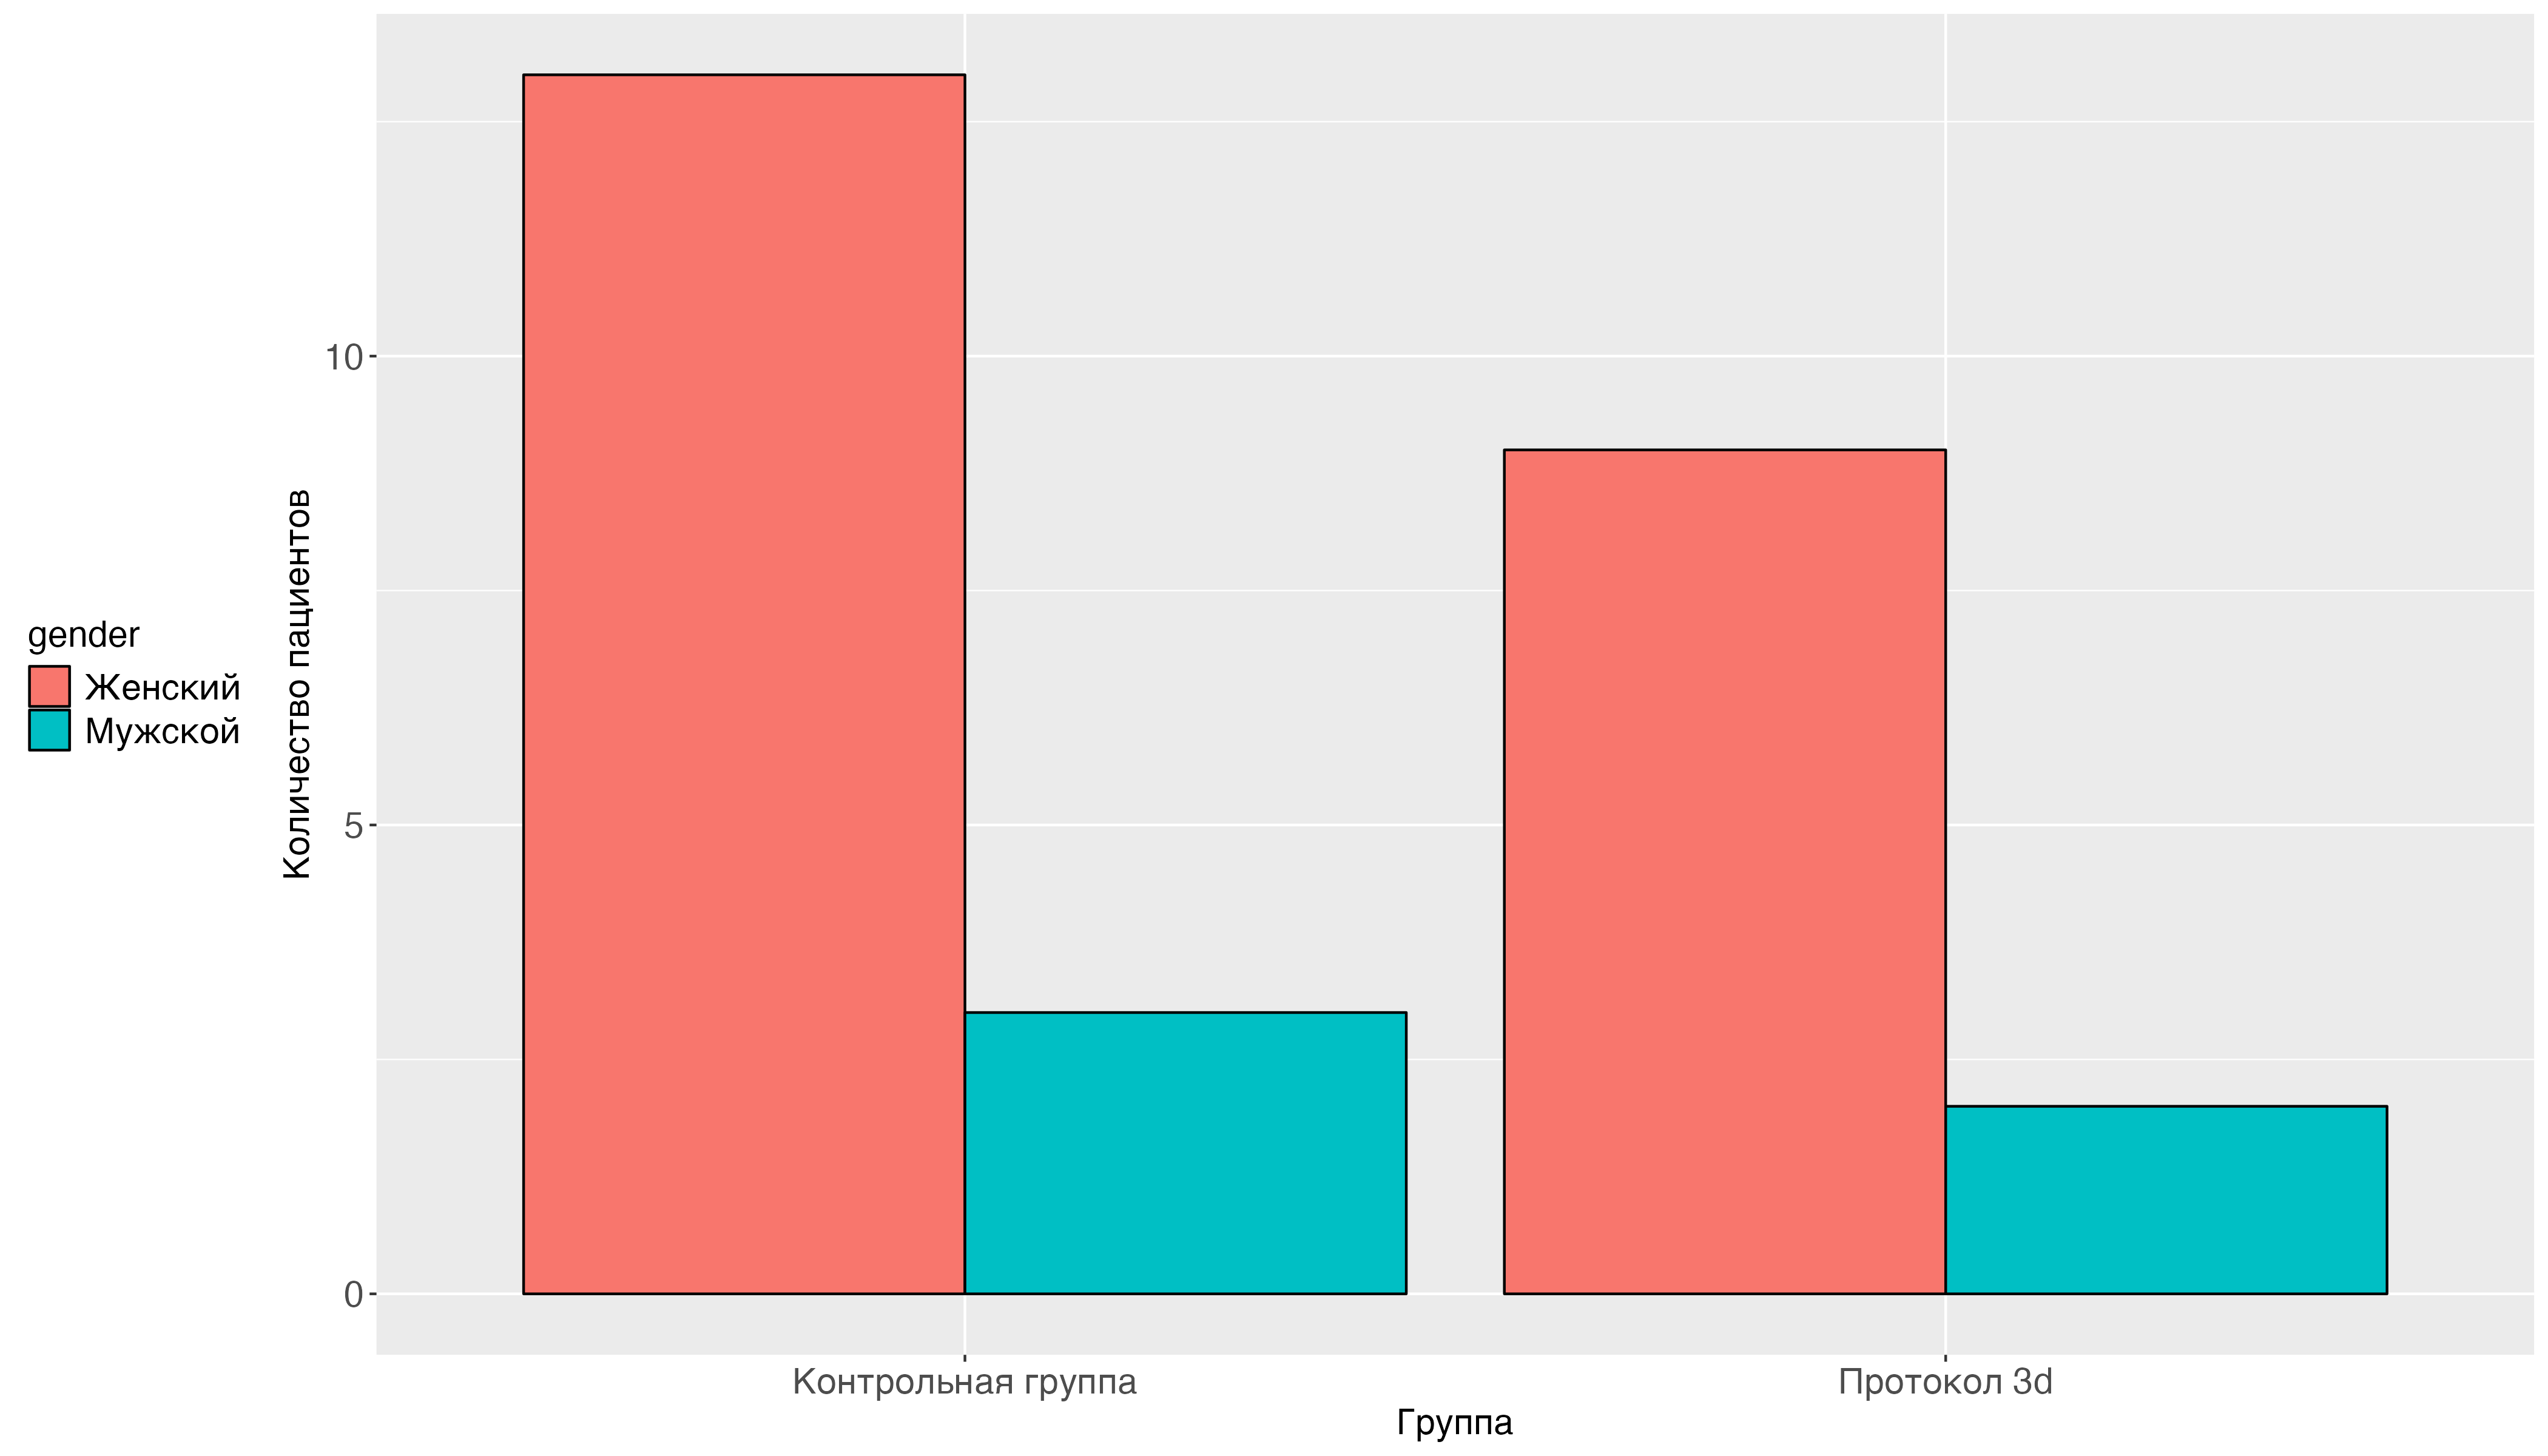 gender
Женский
Мужской
Количество пациентов
10
5
0
Контрольная группа
Протокол 3d
Группа